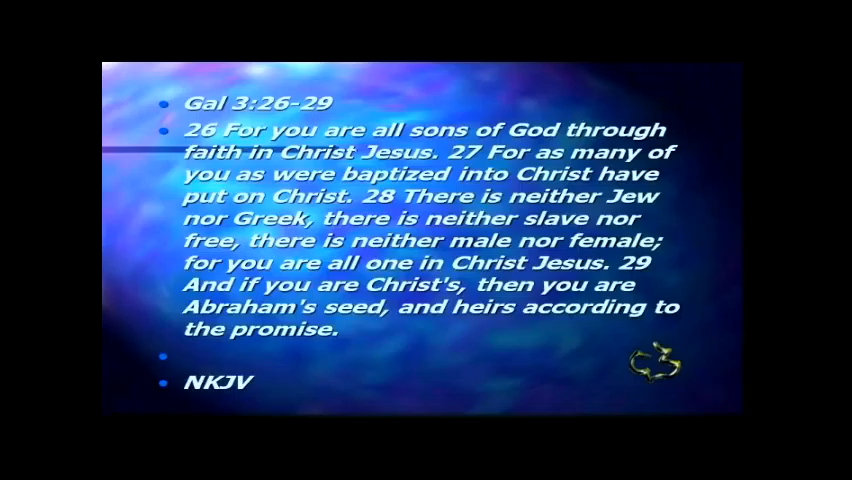 Gal 3:26-29
26 For you are all sons of God through
faith in Christ Jesus. 27 For as many of
you as were baptized into Christ have
put on Christ. 28 There is neither Jew
nor Greek, there is neither slave nor
free, there is neither male nor female;
for you are all one in Christ Jesus. 29
And if you are Christ's, then you are
Abraham's seed, and heirs according to
the promise.
NKJV